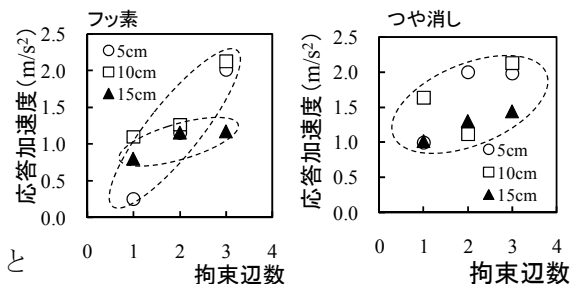 フッ素
応答加速度(m/s²)
2.5
2.0
1.5
1.0
0.5
0.0
○5cm
□10cm
▲15cm
0 1 2 3 4
拘束辺数
つや消し
応答加速度(m/s²)
2.5
2.0
1.5
1.0
0.5
0.0
○5cm
□10cm
▲15cm
0 1 2 3 4
拘束辺数
と